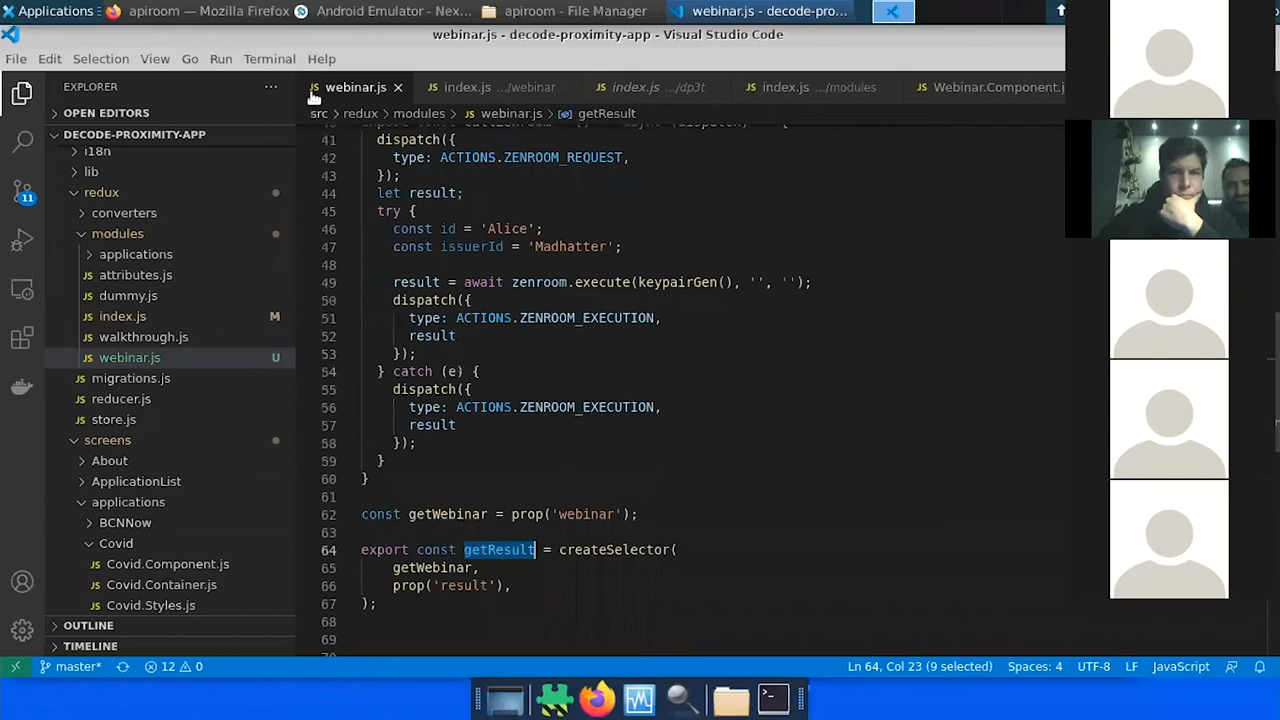 Applications
apiroom — Mozilla Firefox
Android Emulator - Nex...
apiroom - File Manager
webinar.js - decode-pro...
webinar.js - decode-proximity-app - Visual Studio Code
File Edit Selection View Go Run Terminal Help
EXPLORER ...
JS webinar.js ×
JS index.js .../webinar
JS index.js .../dp3t
JS index.js .../modules
JS Webinar.Component.j
OPEN EDITORS
src > redux > modules > JS webinar.js > getResult
DECODE-PROXIMITY-APP
i18n
lib
redux
converters
modules
applications
JS attributes.js
JS dummy.js
JS index.js M
JS walkthrough.js
JS webinar.js U
JS migrations.js
JS reducer.js
JS store.js
screens
About
ApplicationList
applications
BCNNow
Covid
JS Covid.Component.js
JS Covid.Container.js
JS Covid.Styles.js
OUTLINE
TIMELINE
11
41 dispatch({
42 type: ACTIONS.ZENROOM_REQUEST,
43 });
44 let result;
45 try {
46 const id = 'Alice';
47 const issuerId = 'Madhatter';
48
49 result = await zenroom.execute(keypairGen(), '', '');
50 dispatch({
51 type: ACTIONS.ZENROOM_EXECUTION,
52 result
53 });
54 } catch (e) {
55 dispatch({
56 type: ACTIONS.ZENROOM_EXECUTION,
57 result
58 });
59 }
60 }
61
62 const getWebinar = prop('webinar');
63
64 export const getResult = createSelector(
65 getWebinar,
66 prop('result'),
67 );
68
69
master* 12 0 Ln 64, Col 23 (9 selected) Spaces: 4 UTF-8 LF JavaScript